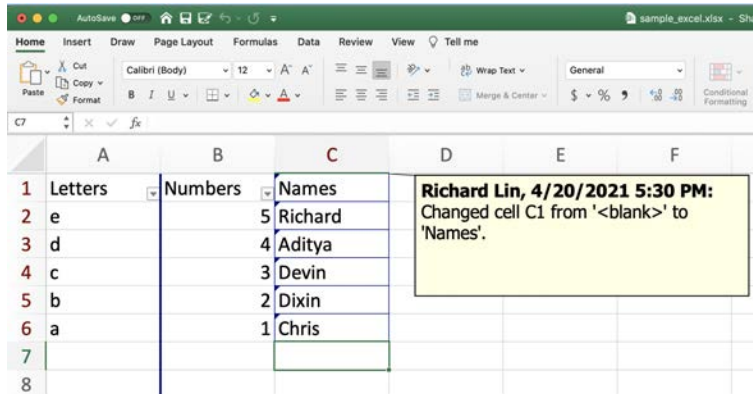 AutoSave OFF sample_excel.xlsx - Sha
Home Insert Draw Page Layout Formulas Data Review View Tell me
Paste Cut Copy Format
Calibri (Body) 12 A^ A˅ Wrap Text General
B I U A Merge & Center $ % 9 Conditional Formatting
C7 fx
A B C D E F
1 Letters Numbers Names
2 e 5 Richard
3 d 4 Aditya
4 c 3 Devin
5 b 2 Dixin
6 a 1 Chris
7
8
Richard Lin, 4/20/2021 5:30 PM:
Changed cell C1 from '<blank>' to
'Names'.